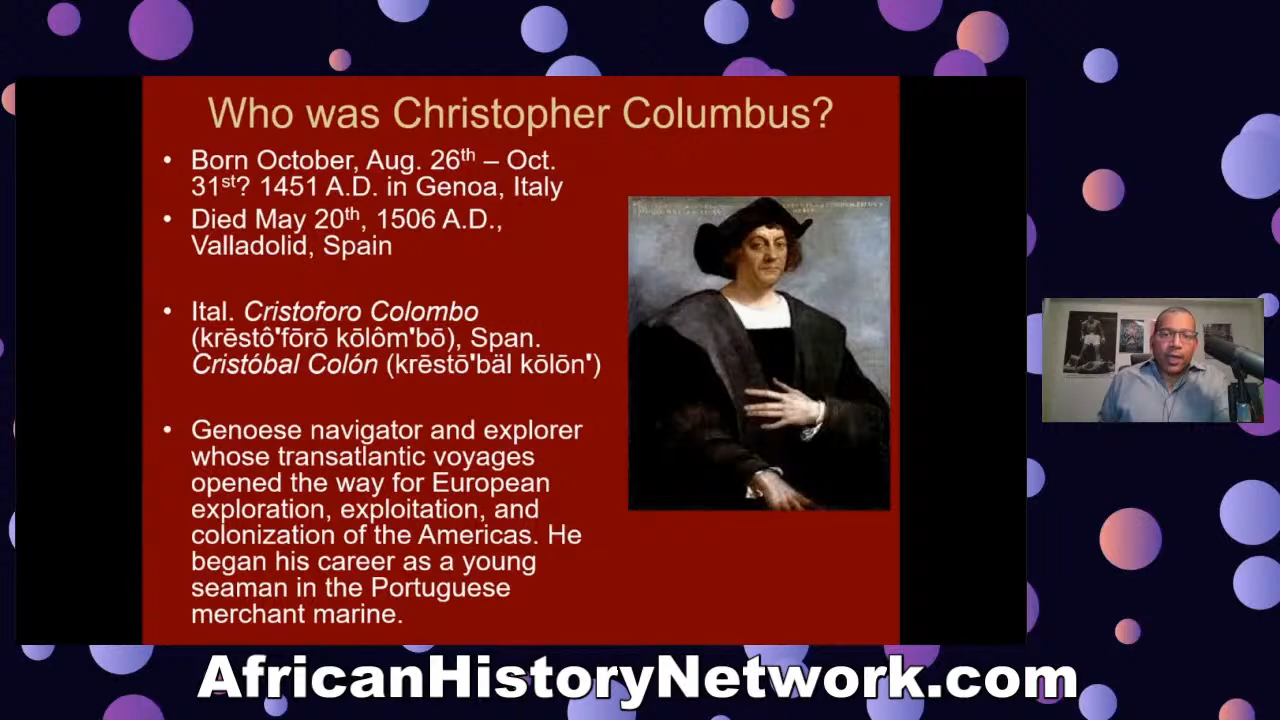 Who was Christopher Columbus?
• Born October, Aug. 26th – Oct.
31st? 1451 A.D. in Genoa, Italy
• Died May 20th, 1506 A.D.,
Valladolid, Spain
• Ital. Cristoforo Colombo
(krēstô'fōrō kōlôm'bō), Span.
Cristóbal Colón (krēstō'bäl kōlōn')
• Genoese navigator and explorer
whose transatlantic voyages
opened the way for European
exploration, exploitation, and
colonization of the Americas. He
began his career as a young
seaman in the Portuguese
merchant marine.
AfricanHistoryNetwork.com